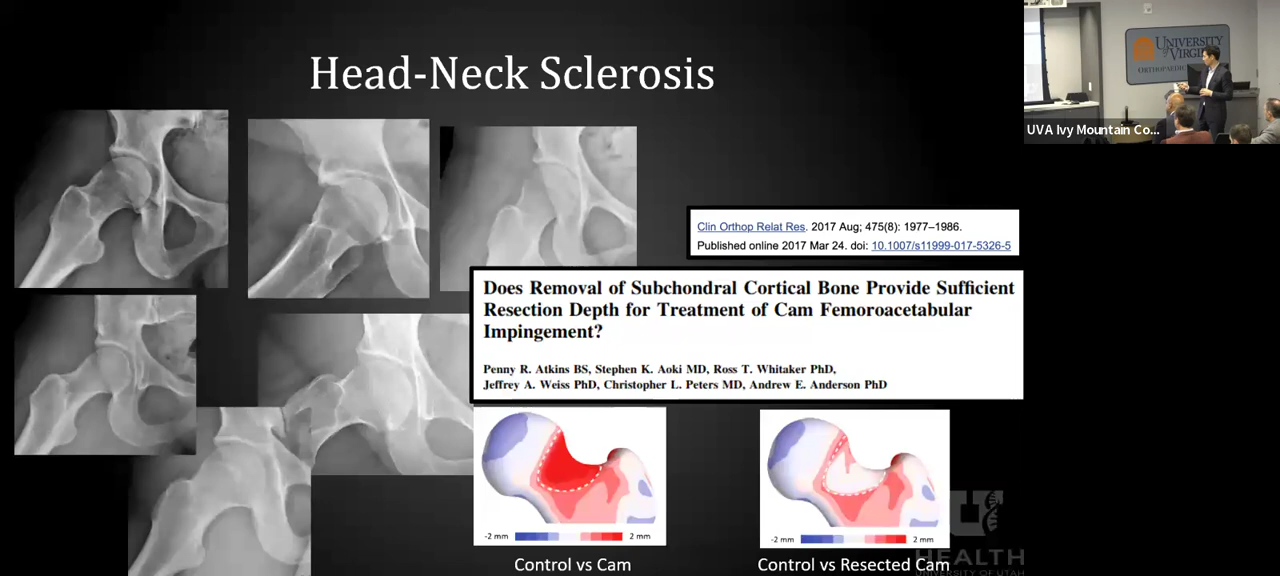 Head-Neck Sclerosis
UNIVERSITY
of VIRGINIA
ORTHOPAEDIC
UVA Ivy Mountain Co...
Clin Orthop Relat Res. 2017 Aug; 475(8): 1977–1986.
Published online 2017 Mar 24. doi: 10.1007/s11999-017-5326-5
Does Removal of Subchondral Cortical Bone Provide Sufficient
Resection Depth for Treatment of Cam Femoroacetabular
Impingement?
Penny R. Atkins BS, Stephen K. Aoki MD, Ross T. Whitaker PhD,
Jeffrey A. Weiss PhD, Christopher L. Peters MD, Andrew E. Anderson PhD
-2 mm 2 mm
-2 mm 2 mm
Control vs Cam
Control vs Resected Cam
HEALTH
UNIVERSITY OF UTAH